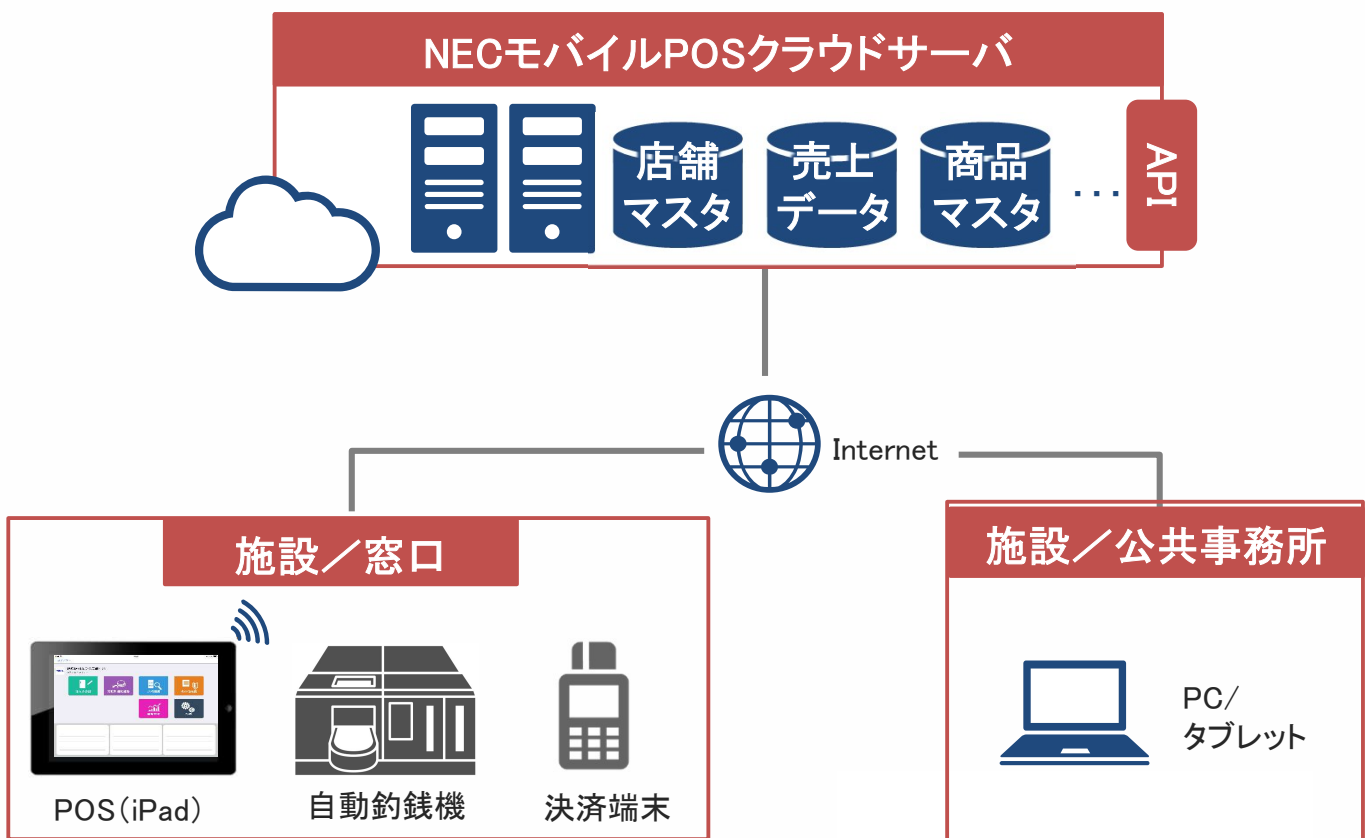 NECモバイルPOSクラウドサーバ
店舗
マスタ
売上
データ
商品
マスタ
...
API
Internet
施設／窓口
POS（iPad）
自動釣銭機
決済端末
施設／公共事務所
PC/
タブレット